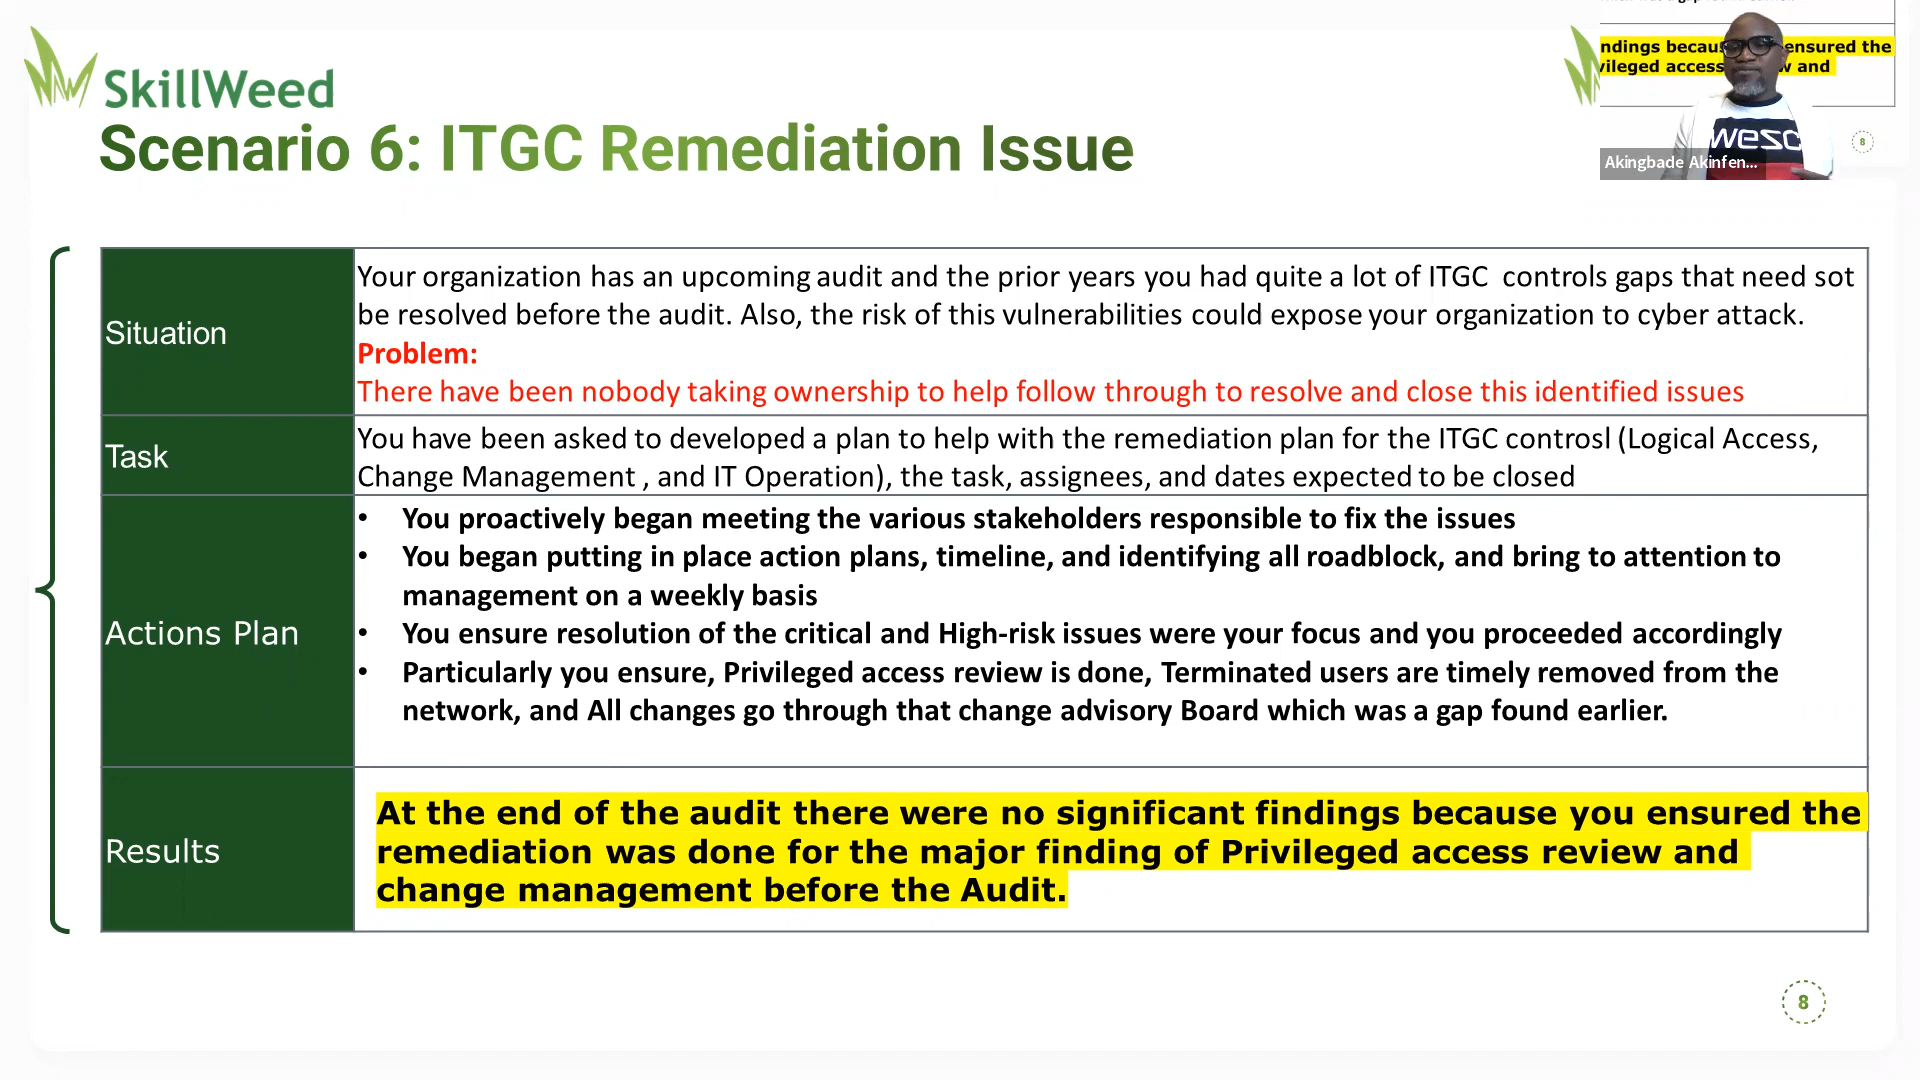 SkillWeed
Scenario 6: ITGC Remediation Issue
ndings becau ensured the
vileged access w and
wesc
8
Akingbade Akinfen...
Situation
Your organization has an upcoming audit and the prior years you had quite a lot of ITGC controls gaps that need sot
be resolved before the audit. Also, the risk of this vulnerabilities could expose your organization to cyber attack.
Problem:
There have been nobody taking ownership to help follow through to resolve and close this identified issues
Task
You have been asked to developed a plan to help with the remediation plan for the ITGC controsl (Logical Access,
Change Management , and IT Operation), the task, assignees, and dates expected to be closed
Actions Plan
• You proactively began meeting the various stakeholders responsible to fix the issues
• You began putting in place action plans, timeline, and identifying all roadblock, and bring to attention to
management on a weekly basis
• You ensure resolution of the critical and High-risk issues were your focus and you proceeded accordingly
• Particularly you ensure, Privileged access review is done, Terminated users are timely removed from the
network, and All changes go through that change advisory Board which was a gap found earlier.
Results
At the end of the audit there were no significant findings because you ensured the
remediation was done for the major finding of Privileged access review and
change management before the Audit.
8